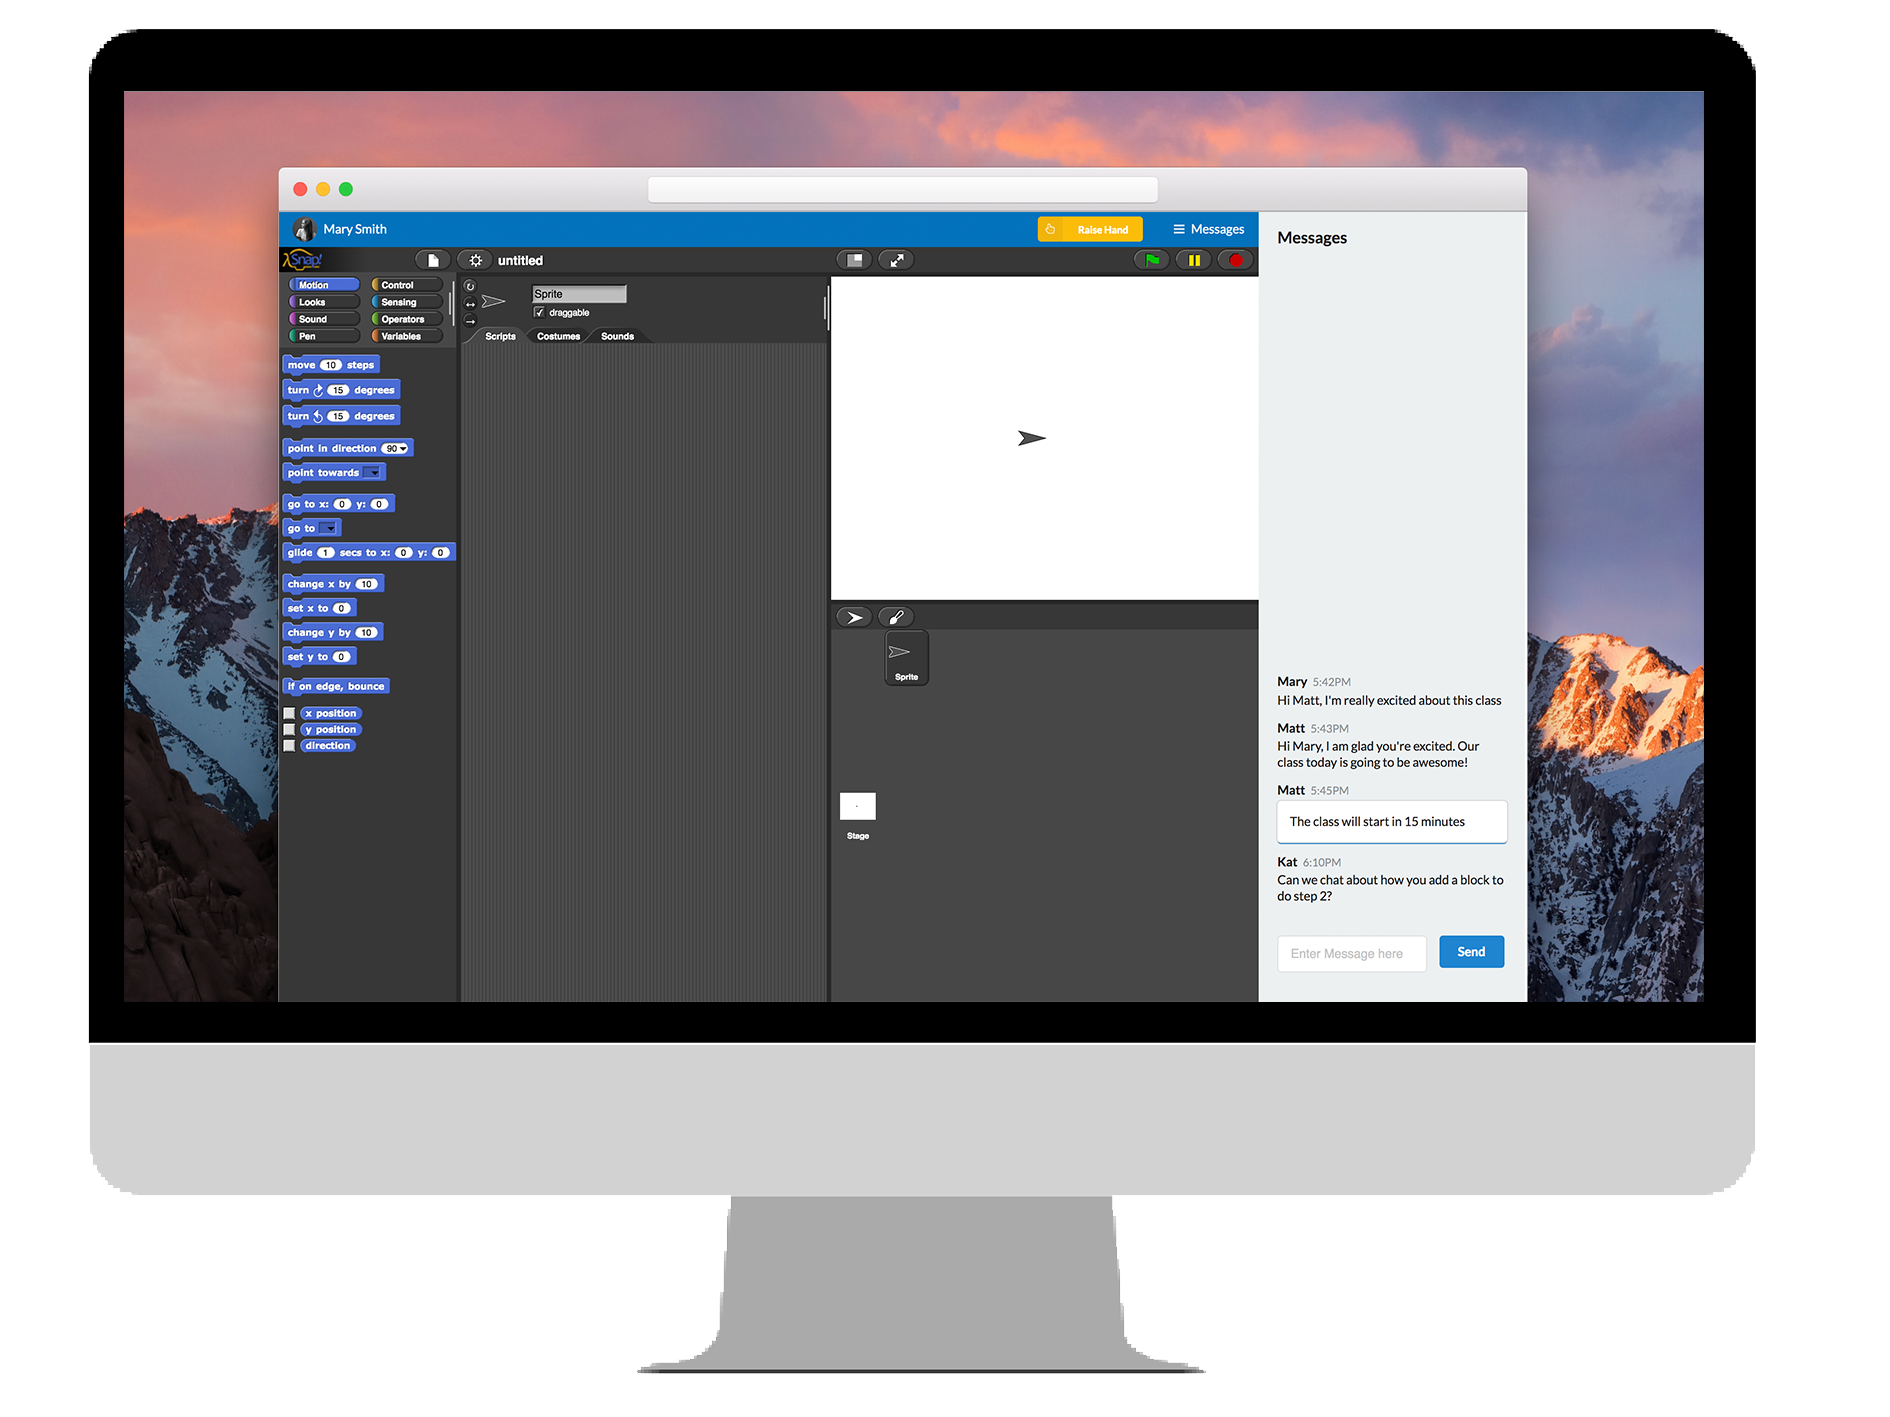 Mary Smith
Raise Hand
Messages
Snap!
untitled
Motion
Control
Looks
Sensing
Sound
Operators
Pen
Variables
Sprite
draggable
Scripts Costumes Sounds
move 10 steps
turn 15 degrees
turn 15 degrees
point in direction 90
point towards
go to x: 0 y: 0
go to
glide 1 secs to x: 0 y: 0
change x by 10
set x to 0
change y by 10
set y to 0
if on edge, bounce
x position
y position
direction
Sprite
Stage
Messages
Mary 5:42PM
Hi Matt, I'm really excited about this class
Matt 5:43PM
Hi Mary, I am glad you're excited. Our
class today is going to be awesome!
Matt 5:45PM
The class will start in 15 minutes
Kat 6:10PM
Can we chat about how you add a block to
do step 2?
Enter Message here
Send